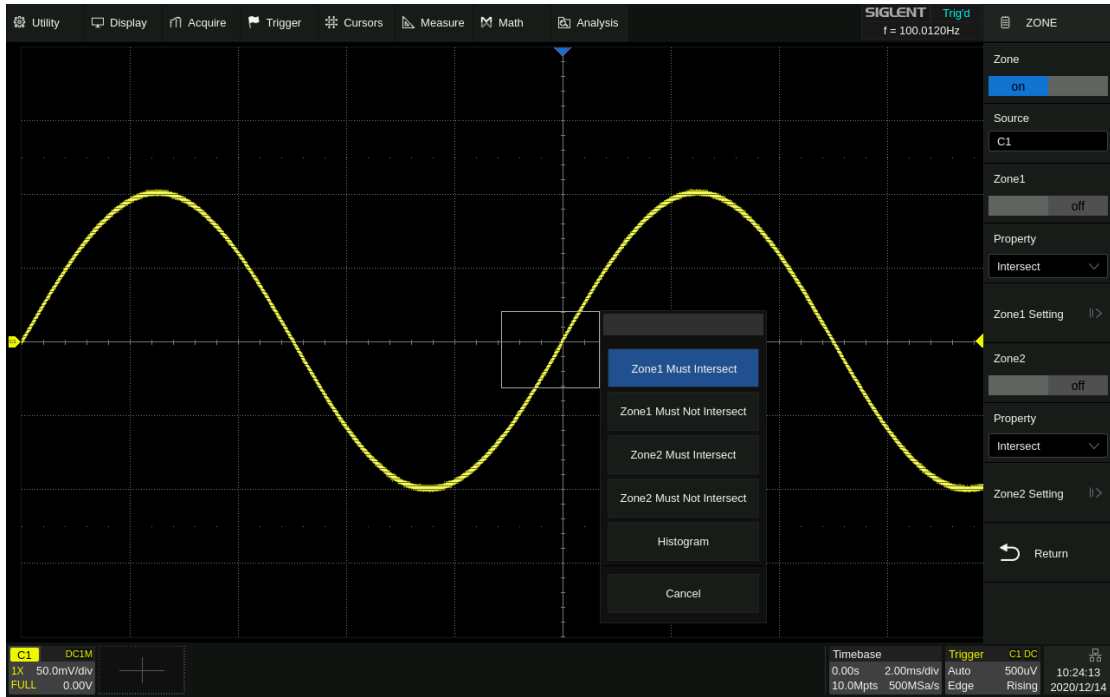 Utility Display Acquire Trigger Cursors Measure Math Analysis
SIGLENT Trig'd
f = 100.0120Hz
ZONE
Zone
on
Source
C1
Zone1
off
Property
Intersect
Zone1 Setting
Zone2
off
Property
Intersect
Zone2 Setting
Return
Zone1 Must Intersect
Zone1 Must Not Intersect
Zone2 Must Intersect
Zone2 Must Not Intersect
Histogram
Cancel
C1 DC1M
1X 50.0mV/div
FULL 0.00V
Timebase
0.00s 2.00ms/div
10.0Mpts 500MSa/s
Trigger C1 DC
Auto 500uV
Edge Rising
10:24:13
2020/12/14